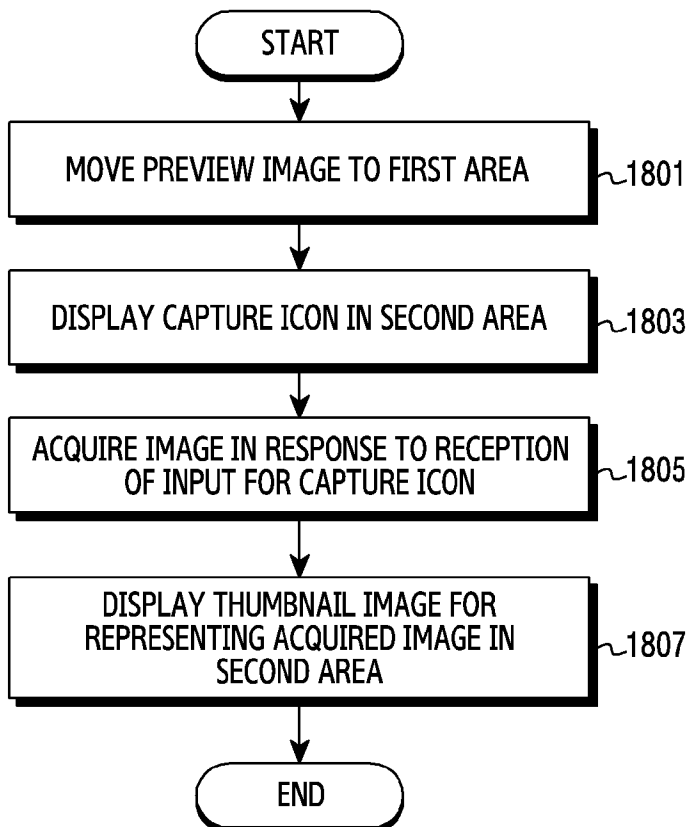 START
MOVE PREVIEW IMAGE TO FIRST AREA
1801
DISPLAY CAPTURE ICON IN SECOND AREA
1803
ACQUIRE IMAGE IN RESPONSE TO RECEPTION
OF INPUT FOR CAPTURE ICON
1805
DISPLAY THUMBNAIL IMAGE FOR
REPRESENTING ACQUIRED IMAGE IN
SECOND AREA
1807
END